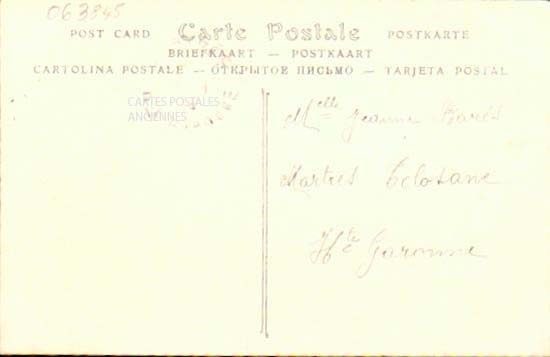 063845
Carte Postale
POST CARD POSTKARTE
BRIEFKAART — POSTKAART
CARTOLINA POSTALE — ОТКРЫТОЕ ПИСЬМО — TARJETA POSTAL
CARTES POSTALES
ANCIENNES
Melle Jeanne
Martres Tolosane
Hte Garonne